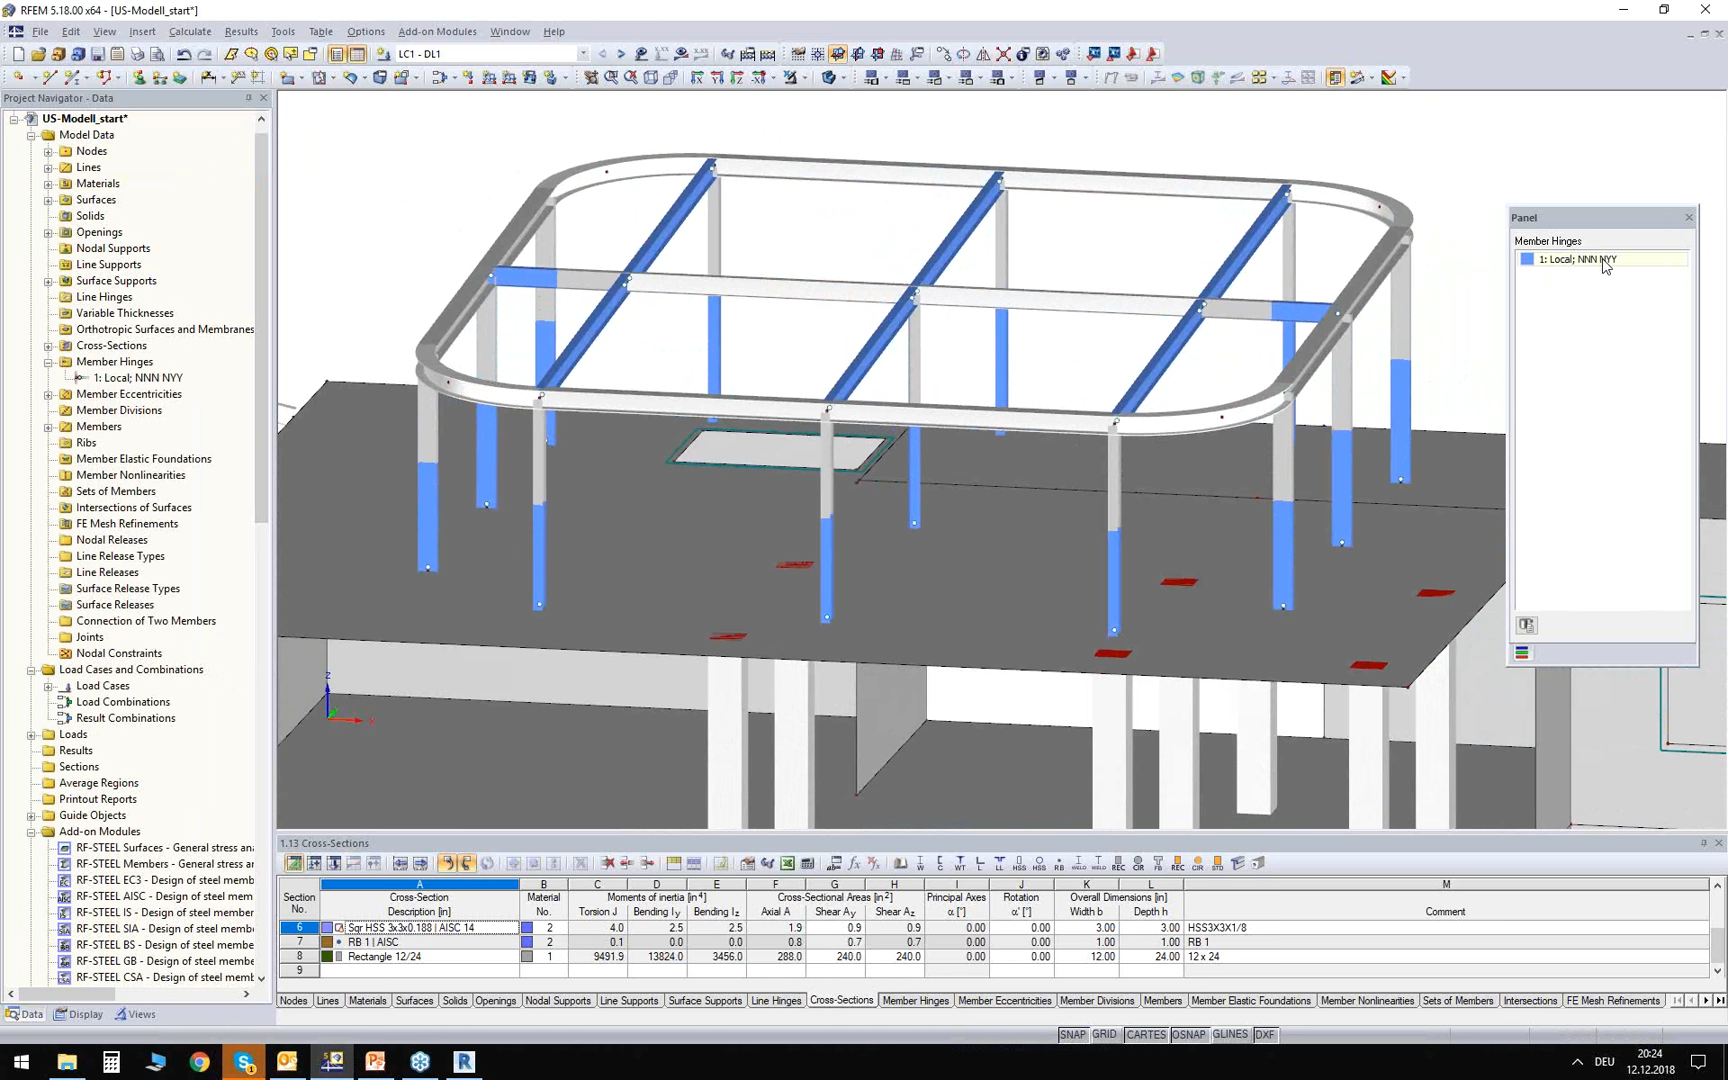 RFEM 5.18.00 x64 - [US-Modell_start*]
File Edit View Insert Calculate Results Tools Table Options Add-on Modules Window Help
LC1 - DL1
Project Navigator - Data
US-Modell_start*
Model Data
Nodes
Lines
Materials
Surfaces
Solids
Openings
Nodal Supports
Line Supports
Surface Supports
Line Hinges
Variable Thicknesses
Orthotropic Surfaces and Membranes
Cross-Sections
Member Hinges
1: Local; NNN NYY
Member Eccentricities
Member Divisions
Members
Ribs
Member Elastic Foundations
Member Nonlinearities
Sets of Members
Intersections of Surfaces
FE Mesh Refinements
Nodal Releases
Line Release Types
Line Releases
Surface Release Types
Surface Releases
Connection of Two Members
Joints
Nodal Constraints
Load Cases and Combinations
Load Cases
Load Combinations
Result Combinations
Loads
Results
Sections
Average Regions
Printout Reports
Guide Objects
Add-on Modules
RF-STEEL Surfaces - General stress ana
RF-STEEL Members - General stress an
RF-STEEL EC3 - Design of steel memb
RF-STEEL AISC - Design of steel mem
RF-STEEL IS - Design of steel member
RF-STEEL SIA - Design of steel memb
RF-STEEL BS - Design of steel membe
RF-STEEL GB - Design of steel membe
RF-STEEL CSA - Design of steel memb
Data Display Views
Panel
Member Hinges
1: Local; NNN NYY
Z
X
1.13 Cross-Sections
A B C D E F G H I J K L M
Section Cross-Section Material Moments of inertia [in⁴] Cross-Sectional Areas [in²] Principal Axes Rotation Overall Dimensions [in]
No. Description [in] No. Torsion J Bending Iy Bending Iz Axial A Shear Ay Shear Az α [°] α' [°] Width b Depth h Comment
6 Sqr HSS 3x3x0.188 | AISC 14 2 4.0 2.5 2.5 1.9 0.9 0.9 0.00 0.00 3.00 3.00 HSS3X3X1/8
7 RB 1 | AISC 2 0.1 0.0 0.0 0.8 0.7 0.7 0.00 0.00 1.00 1.00 RB 1
8 Rectangle 12/24 1 9491.9 13824.0 3456.0 288.0 240.0 240.0 0.00 0.00 12.00 24.00 12 x 24
9
Nodes Lines Materials Surfaces Solids Openings Nodal Supports Line Supports Surface Supports Line Hinges Cross-Sections Member Hinges Member Eccentricities Member Divisions Members Member Elastic Foundations Member Nonlinearities Sets of Members Intersections FE Mesh Refinements
SNAP GRID CARTES OSNAP GLINES DXF
DEU
20:24
12.12.2018